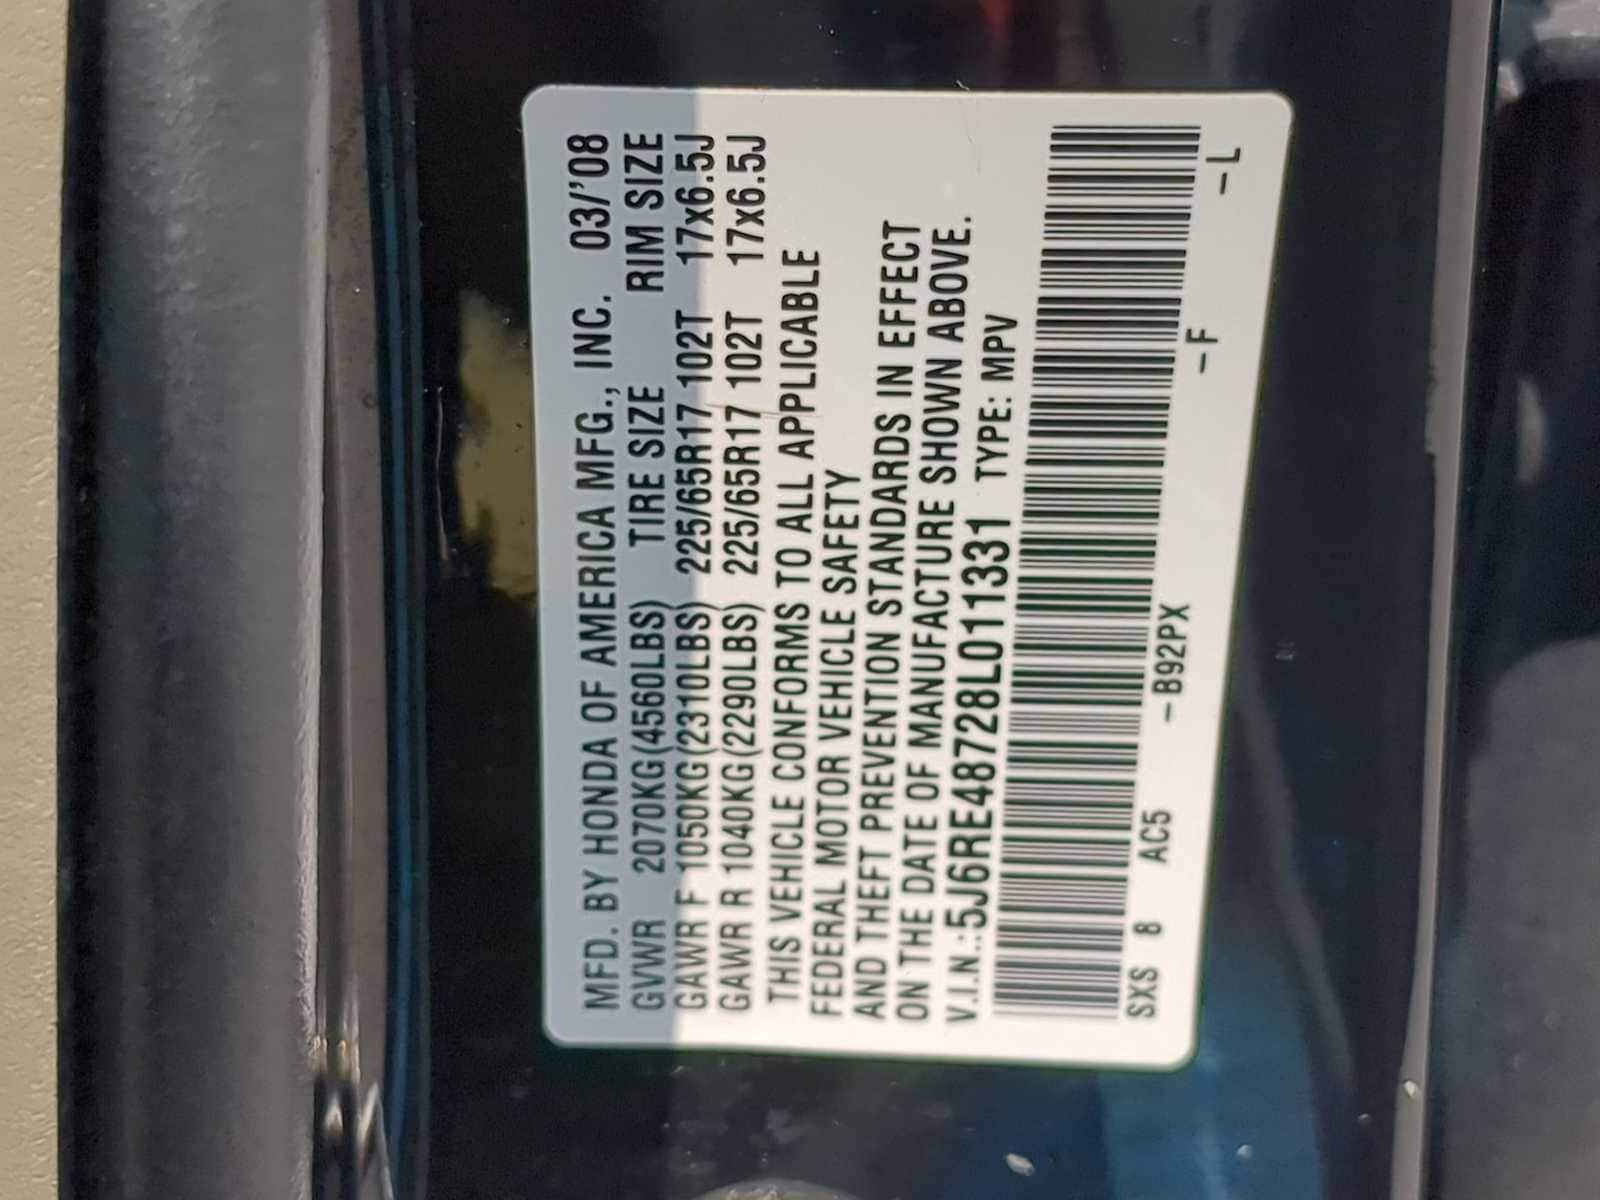 MFD. BY HONDA OF AMERICA MFG., INC. 03/'08
GVWR 2070KG(4560LBS) TIRE SIZE RIM SIZE
GAWR F 1050KG(2310LBS) 225/65R17 102T 17x6.5J
GAWR R 1040KG(2290LBS) 225/65R17 102T 17x6.5J
THIS VEHICLE CONFORMS TO ALL APPLICABLE
FEDERAL MOTOR VEHICLE SAFETY
AND THEFT PREVENTION STANDARDS IN EFFECT
ON THE DATE OF MANUFACTURE SHOWN ABOVE.
V.I.N.:5J6RE48728L011331 TYPE: MPV
SXS 8 AC5 -B92PX -F -L